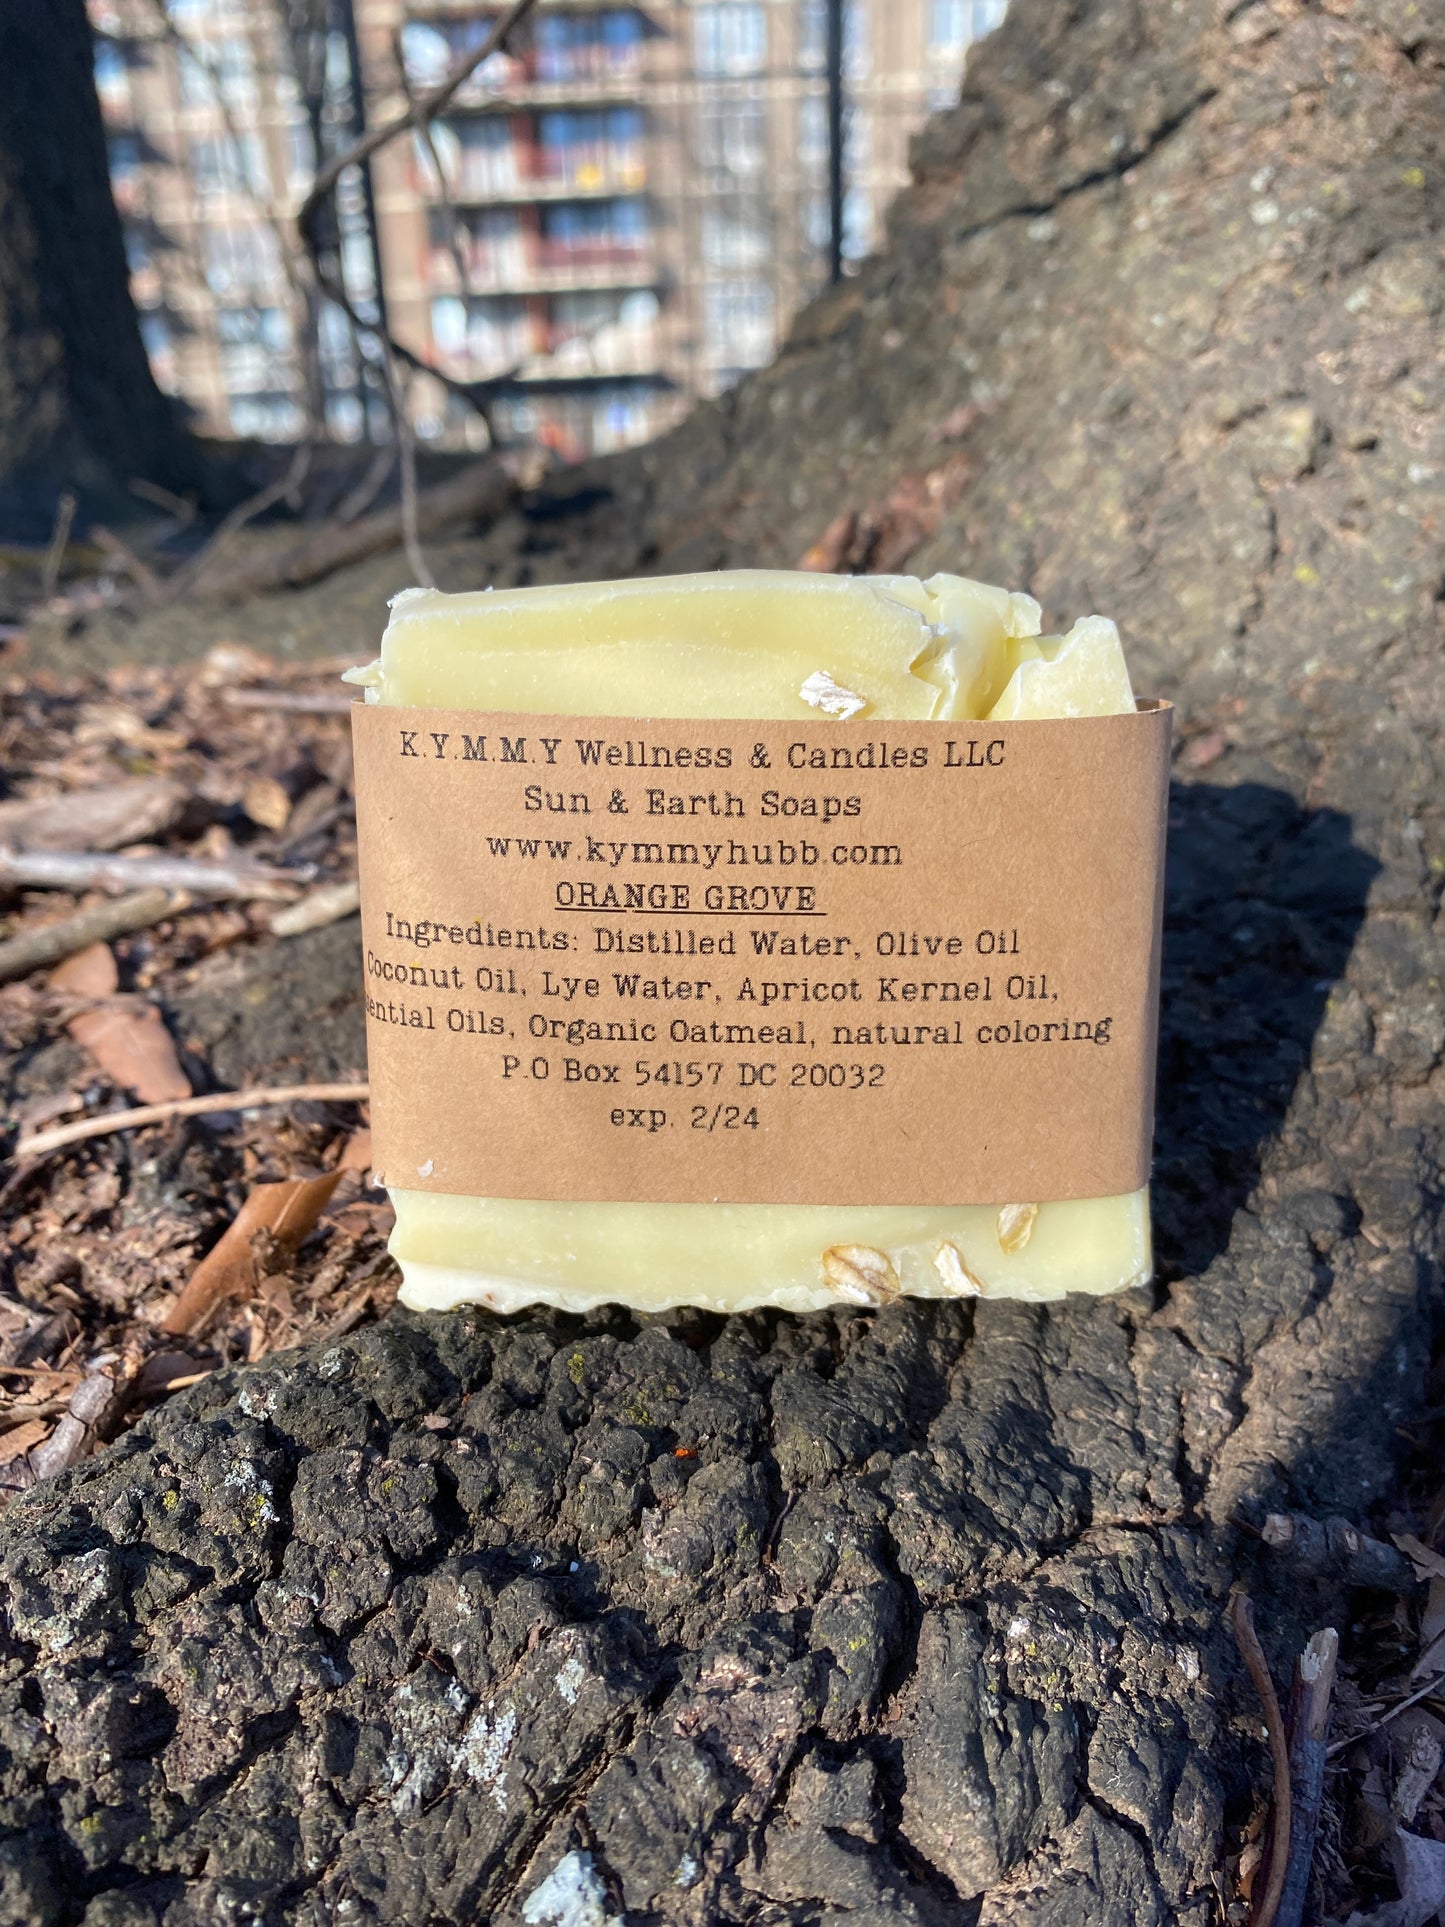 K.Y.M.M.Y Wellness & Candles LLC
Sun & Earth Soaps
www.kymmyhubb.com
ORANGE GROVE
Ingredients: Distilled Water, Olive Oil
Coconut Oil, Lye Water, Apricot Kernel Oil,
sential Oils, Organic Oatmeal, natural coloring
P.O Box 54157 DC 20032
exp. 2/24